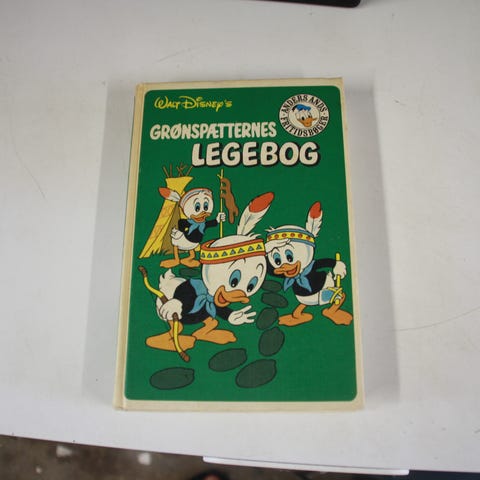 Walt Disney's
ANDERS ANDS
FRITIDSBØGER
GRØNSPÆTTERNES
LEGEBOG